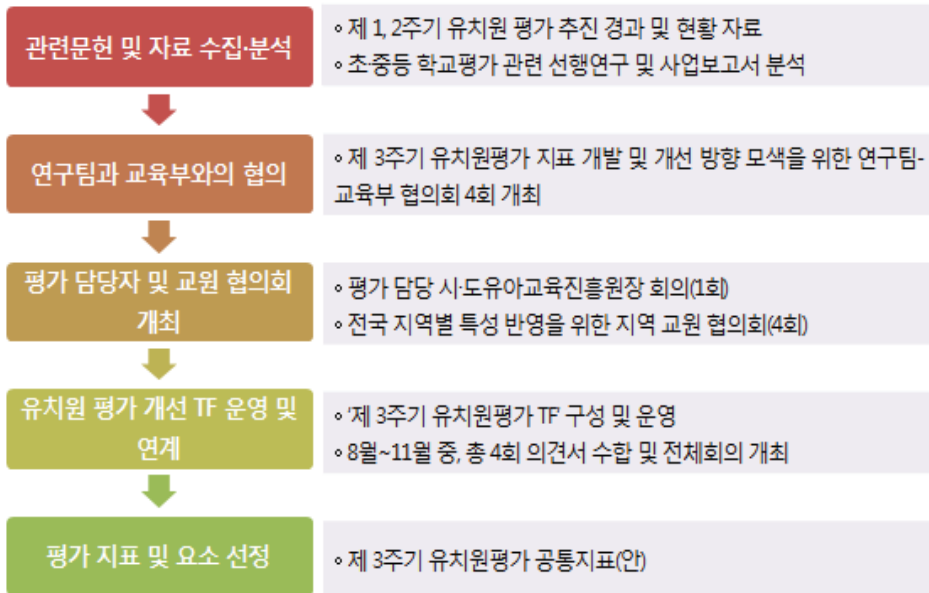 관련문헌 및 자료 수집·분석
◦ 제 1, 2주기 유치원 평가 추진 경과 및 현황 자료
◦ 초·중등 학교평가 관련 선행연구 및 사업보고서 분석
연구팀과 교육부와의 협의
◦ 제 3주기 유치원평가 지표 개발 및 개선 방향 모색을 위한 연구팀-
교육부 협의회 4회 개최
평가 담당자 및 교원 협의회
개최
◦ 평가 담당 시·도유아교육진흥원장 회의(1회)
◦ 전국 지역별 특성 반영을 위한 지역 교원 협의회(4회)
유치원 평가 개선 TF 운영 및
연계
◦ '제 3주기 유치원평가 TF' 구성 및 운영
◦ 8월~11월 중, 총 4회 의견서 수합 및 전체회의 개최
평가 지표 및 요소 선정
◦ 제 3주기 유치원평가 공통지표(안)